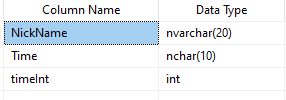 Column Name Data Type
NickName nvarchar(20)
Time nchar(10)
timeInt int